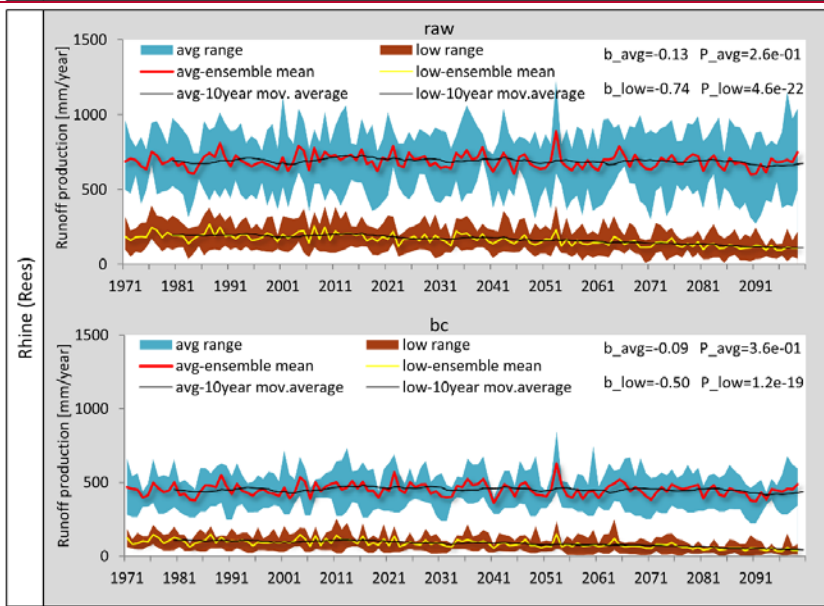 Rhine (Rees)
raw
1500
1000
500
0
Runoff production [mm/year]
avg range
low range
avg-ensemble mean
low-ensemble mean
avg-10year mov. average
low-10year mov.average
b_avg=-0.13 P_avg=2.6e-01
b_low=-0.74 P_low=4.6e-22
1971 1981 1991 2001 2011 2021 2031 2041 2051 2061 2071 2081 2091
bc
1500
1000
500
0
Runoff production [mm/year]
avg range
low range
avg-ensemble mean
low-ensemble mean
avg-10year mov.average
low-10year mov.average
b_avg=-0.09 P_avg=3.6e-01
b_low=-0.50 P_low=1.2e-19
1971 1981 1991 2001 2011 2021 2031 2041 2051 2061 2071 2081 2091